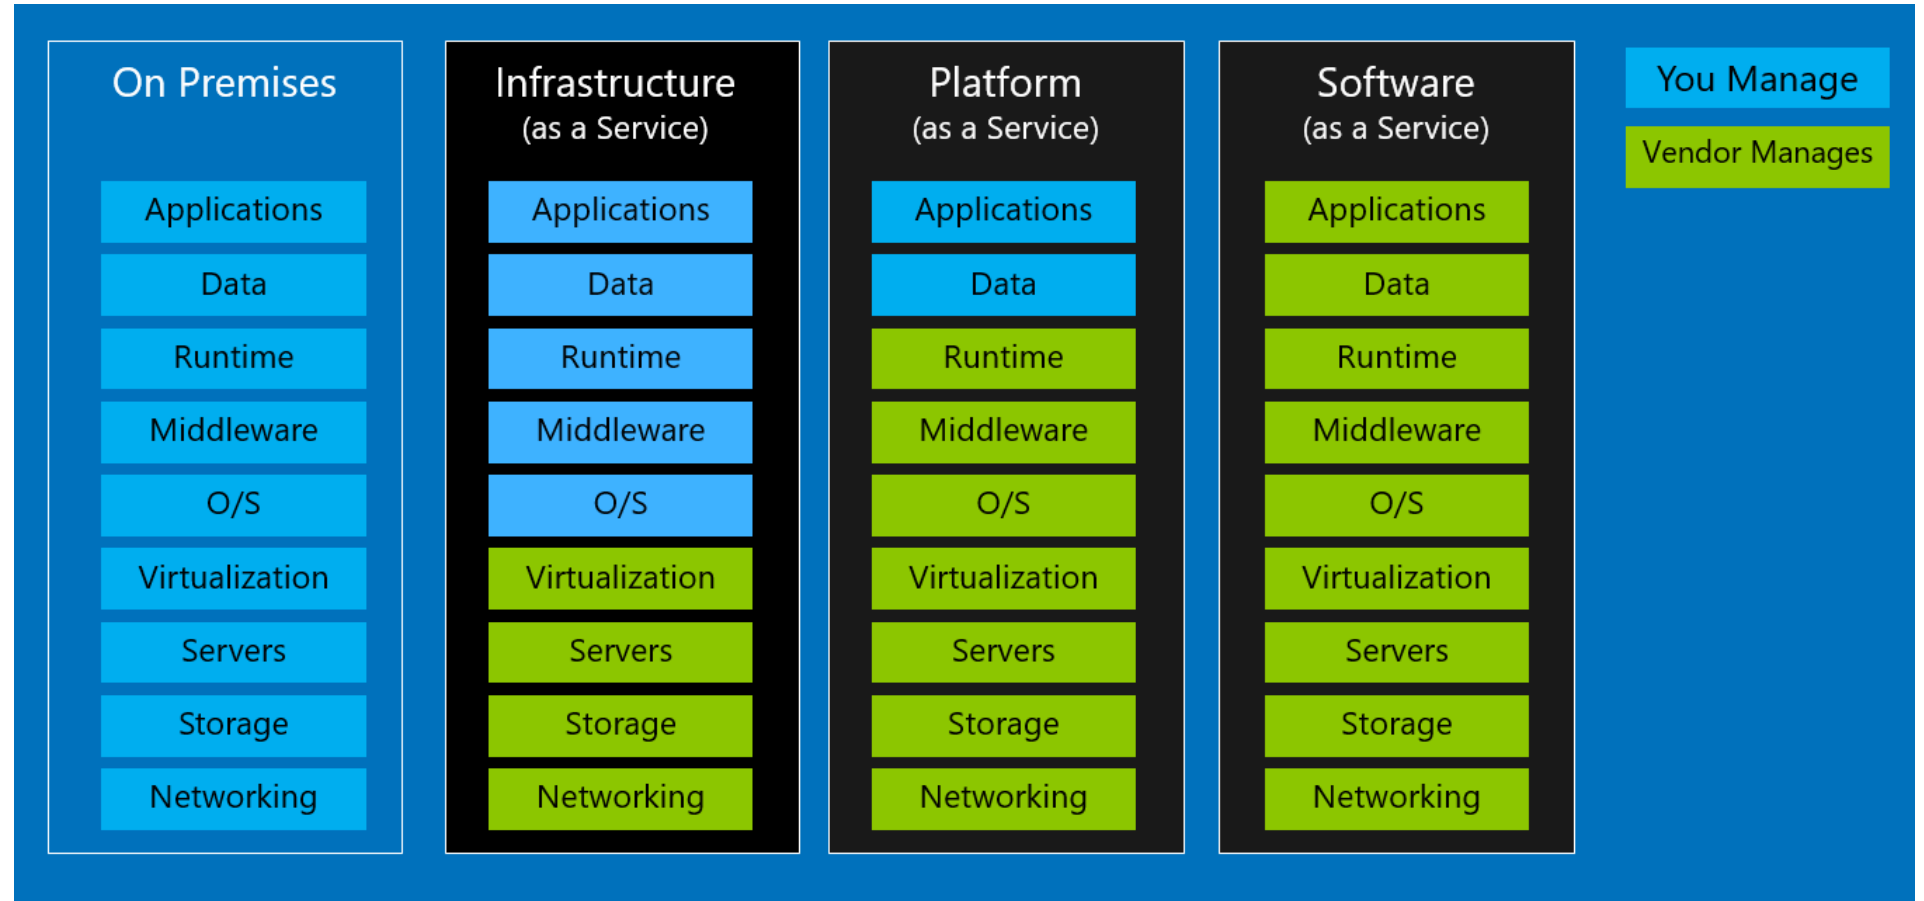 On Premises
Applications
Data
Runtime
Middleware
O/S
Virtualization
Servers
Storage
Networking
Infrastructure
(as a Service)
Applications
Data
Runtime
Middleware
O/S
Virtualization
Servers
Storage
Networking
Platform
(as a Service)
Applications
Data
Runtime
Middleware
O/S
Virtualization
Servers
Storage
Networking
Software
(as a Service)
Applications
Data
Runtime
Middleware
O/S
Virtualization
Servers
Storage
Networking
You Manage
Vendor Manages